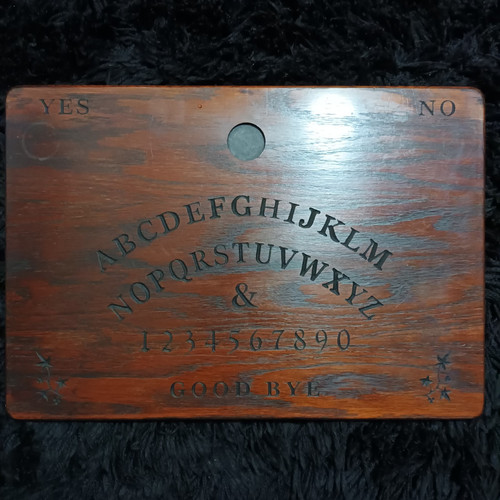 YES NO
ABCDEFGHIJKLM
NOPQRSTUVWXYZ
&
1234567890
GOOD BYE